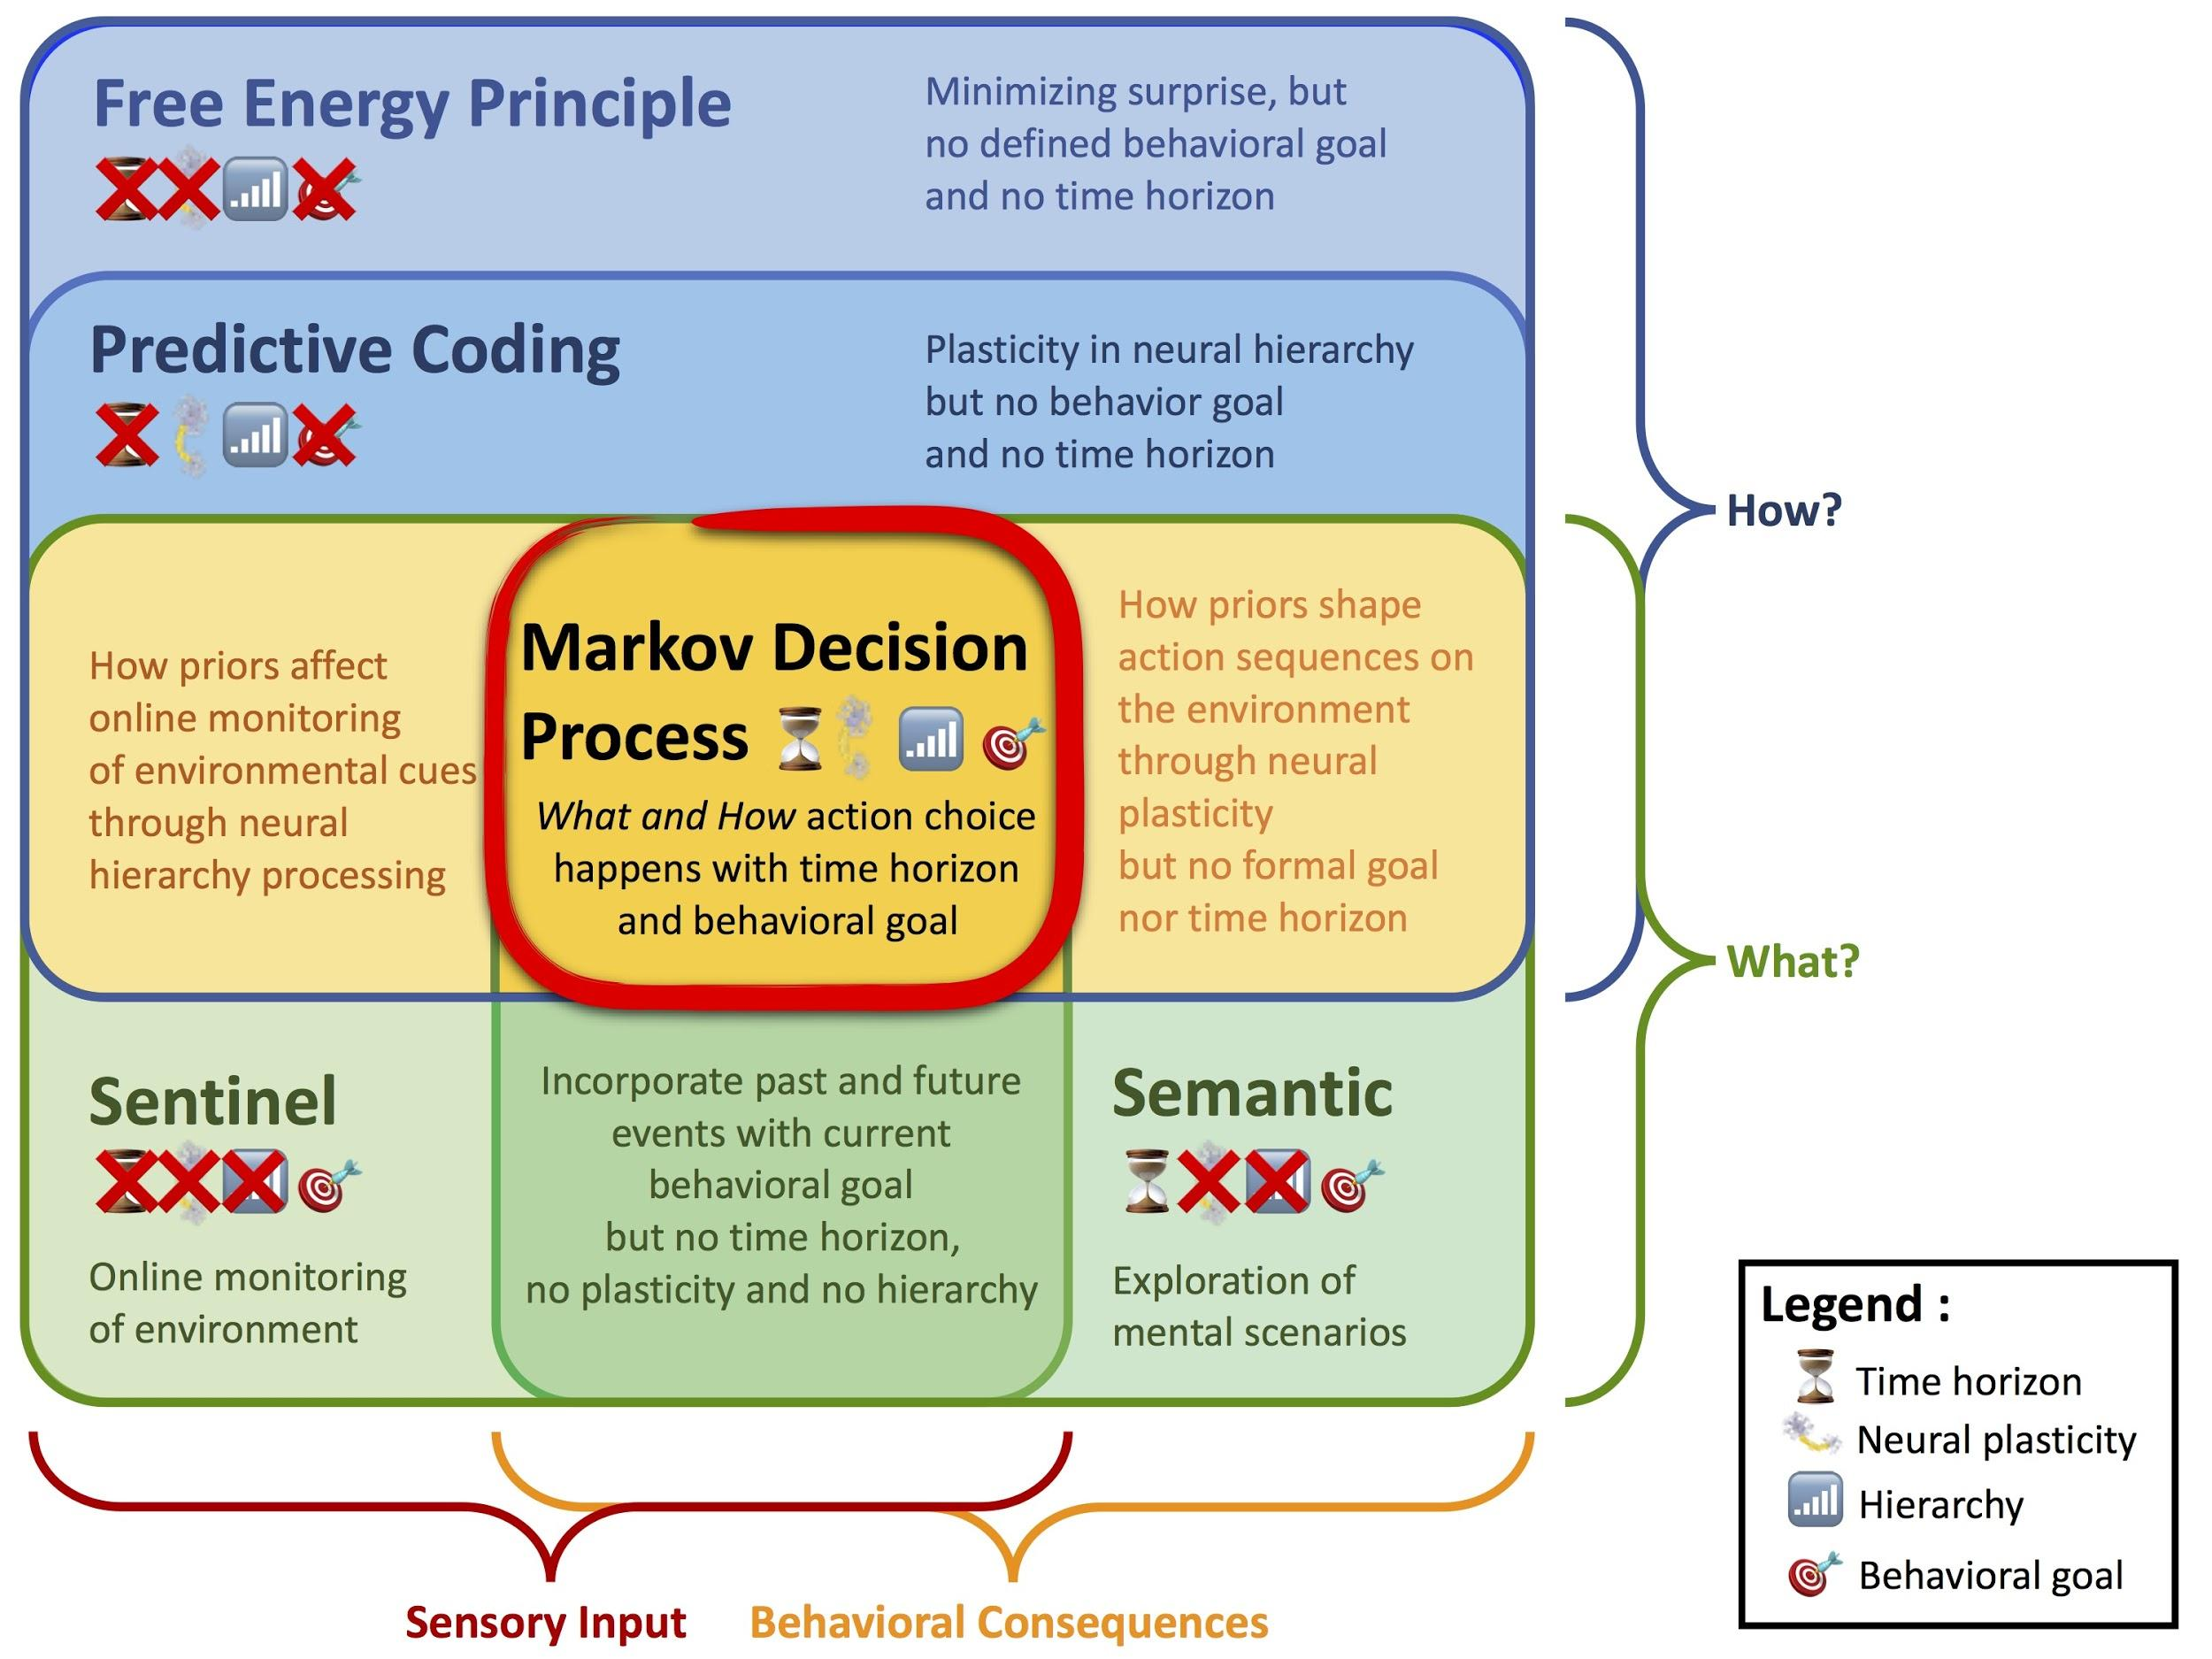 Free Energy Principle
Minimizing surprise, but
no defined behavioral goal
and no time horizon
Predictive Coding
Plasticity in neural hierarchy
but no behavior goal
and no time horizon
How?
How priors affect
online monitoring
of environmental cues
through neural
hierarchy processing
Markov Decision
Process
What and How action choice
happens with time horizon
and behavioral goal
How priors shape
action sequences on
the environment
through neural
plasticity
but no formal goal
nor time horizon
What?
Sentinel
Online monitoring
of environment
Incorporate past and future
events with current
behavioral goal
but no time horizon,
no plasticity and no hierarchy
Semantic
Exploration of
mental scenarios
Legend :
Time horizon
Neural plasticity
Hierarchy
Behavioral goal
Sensory Input
Behavioral Consequences